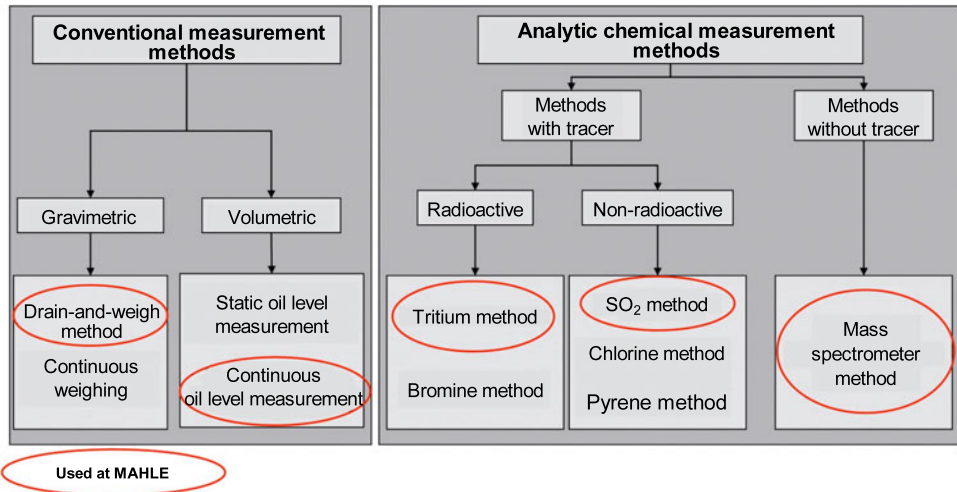 Conventional measurement
methods
Gravimetric
Volumetric
Drain-and-weigh
method
Continuous
weighing
Static oil level
measurement
Continuous
oil level measurement
Analytic chemical measurement
methods
Methods
with tracer
Methods
without tracer
Radioactive
Non-radioactive
Tritium method
Bromine method
SO₂ method
Chlorine method
Pyrene method
Mass
spectrometer
method
Used at MAHLE